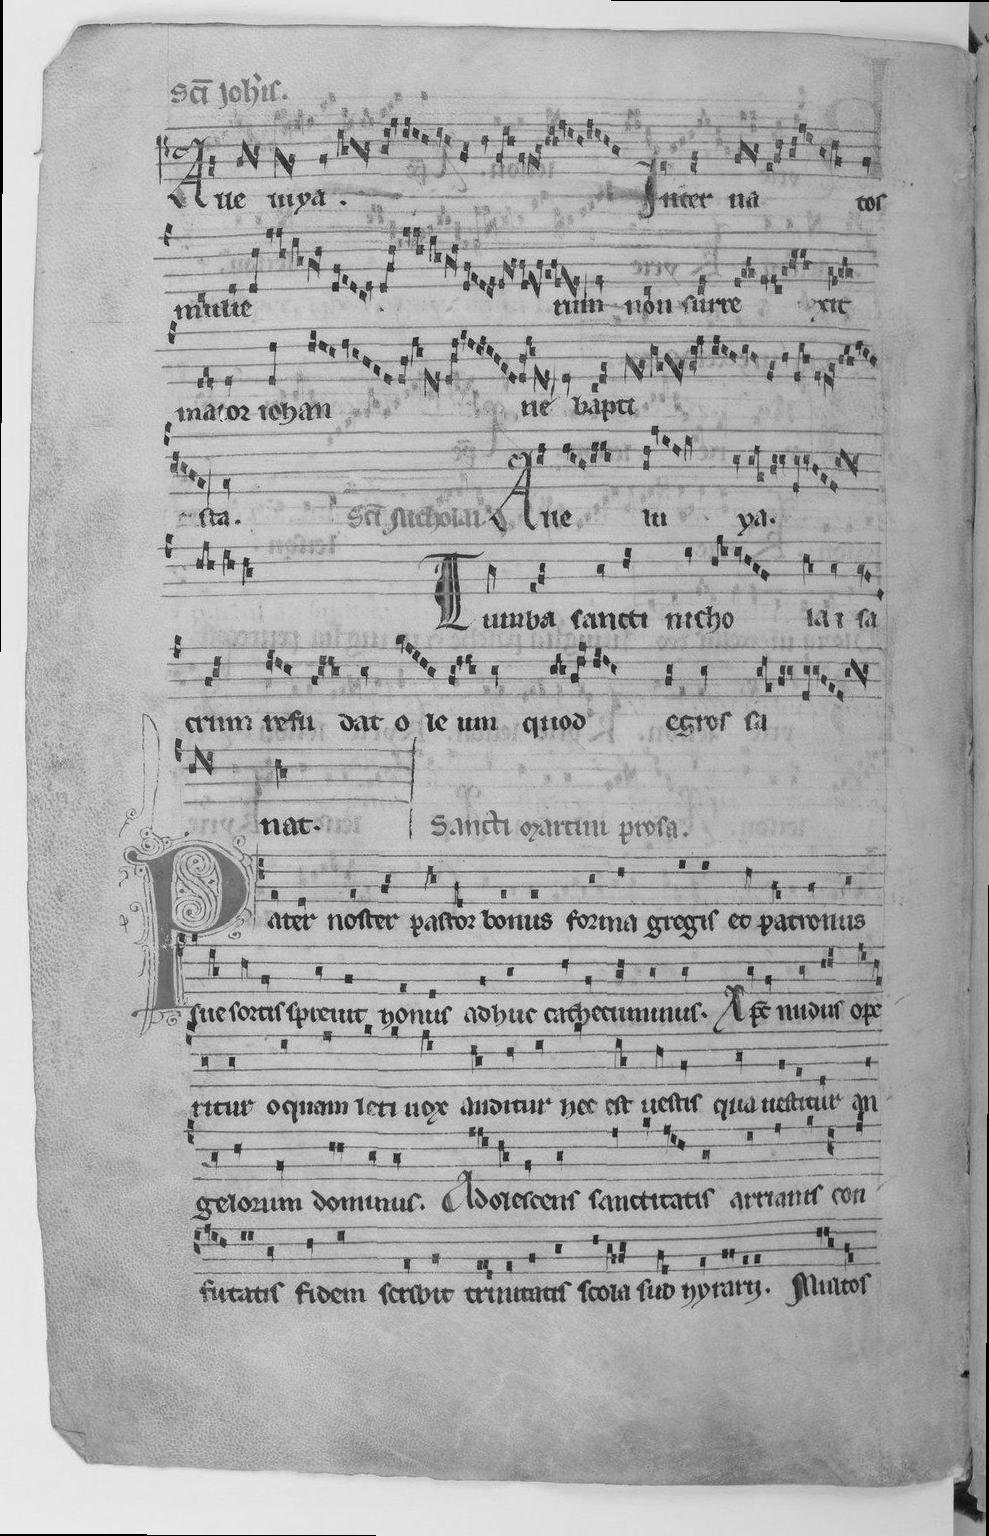 Sci Johis.
Alle luya. Inter na tos
mulie rum non surre xit
maior iohan ne bapti
sta. Sci Nicholai Alle lu ya.
Tumba sancti nicho lai sa
crum resu dat o le um quod egros sa
nat. Sancti martini prosa.
Pater noster pastor bonus forma gregis et patronus
sue sortis spreuit honus adhuc cathecuminus. A pc nudus ope
ritur o quam leti uox auditur hec est uestis qua uestitur an
gelorum dominus. Adolescens sanctitatis arrianis con
futatis fidem scribit trinitatis scola sub hylarii. Multos